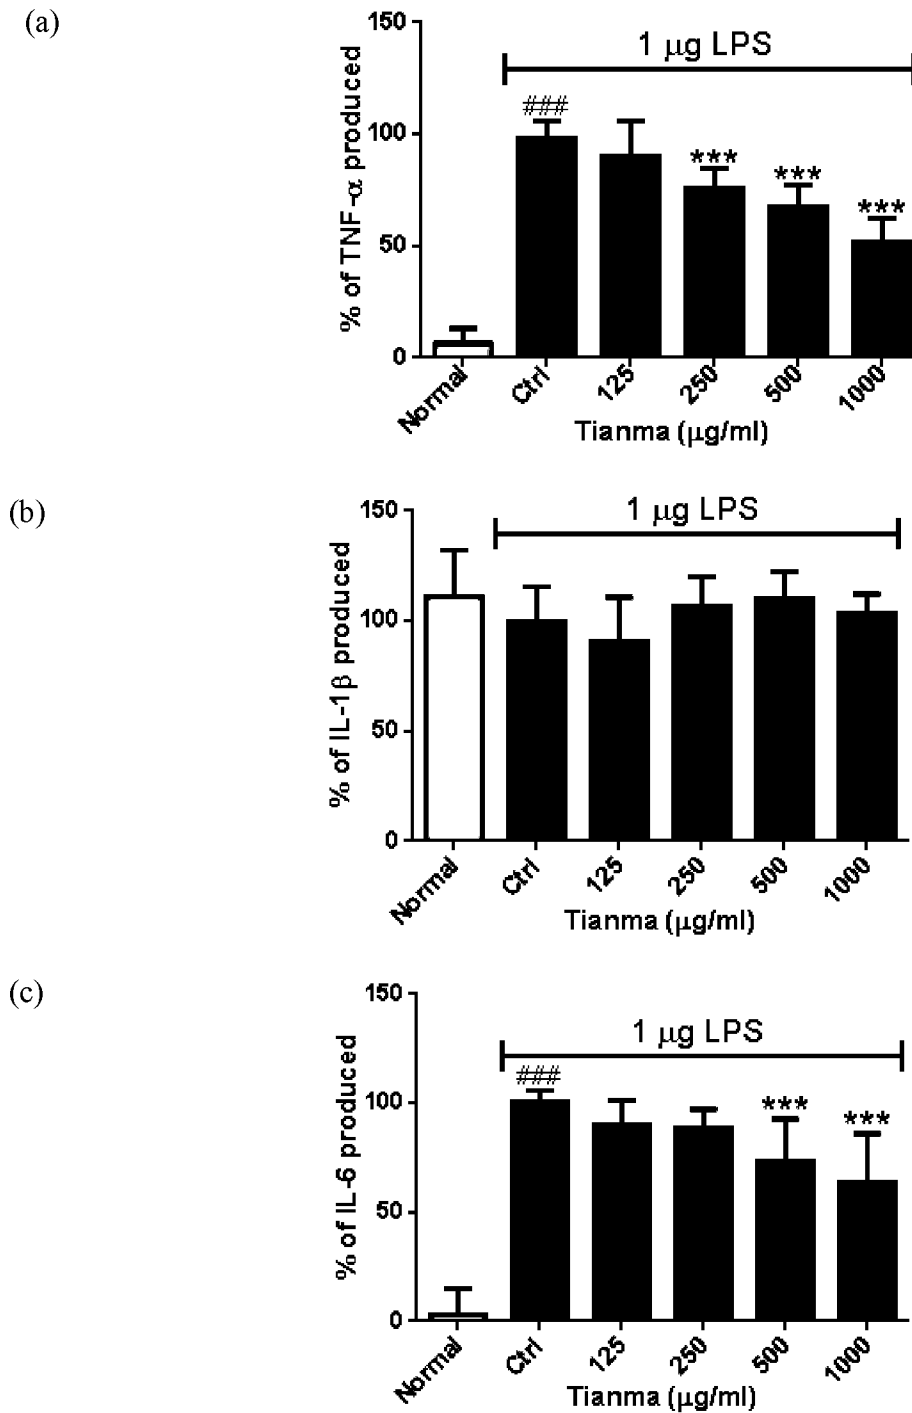 (a)
150
1 μg LPS
###
100
***
***
***
50
0
% of TNF-α produced
Normal
Ctrl
125
250
500
1000
Tianma (μg/ml)
(b)
150
1 μg LPS
100
50
0
% of IL-1β produced
Normal
Ctrl
125
250
500
1000
Tianma (μg/ml)
(c)
150
1 μg LPS
###
100
***
***
50
0
% of IL-6 produced
Normal
Ctrl
125
250
500
1000
Tianma (μg/ml)